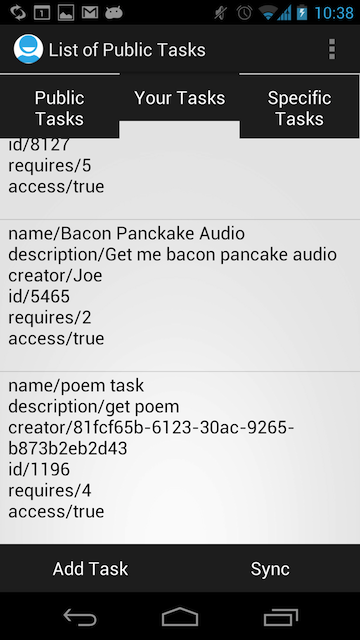 10:38
List of Public Tasks
Public
Tasks
Your Tasks
Specific
Tasks
id/8127
requires/5
access/true
name/Bacon Panckake Audio
description/Get me bacon pancake audio
creator/Joe
id/5465
requires/2
access/true
name/poem task
description/get poem
creator/81fcf65b-6123-30ac-9265-
b873b2eb2d43
id/1196
requires/4
access/true
Add Task
Sync